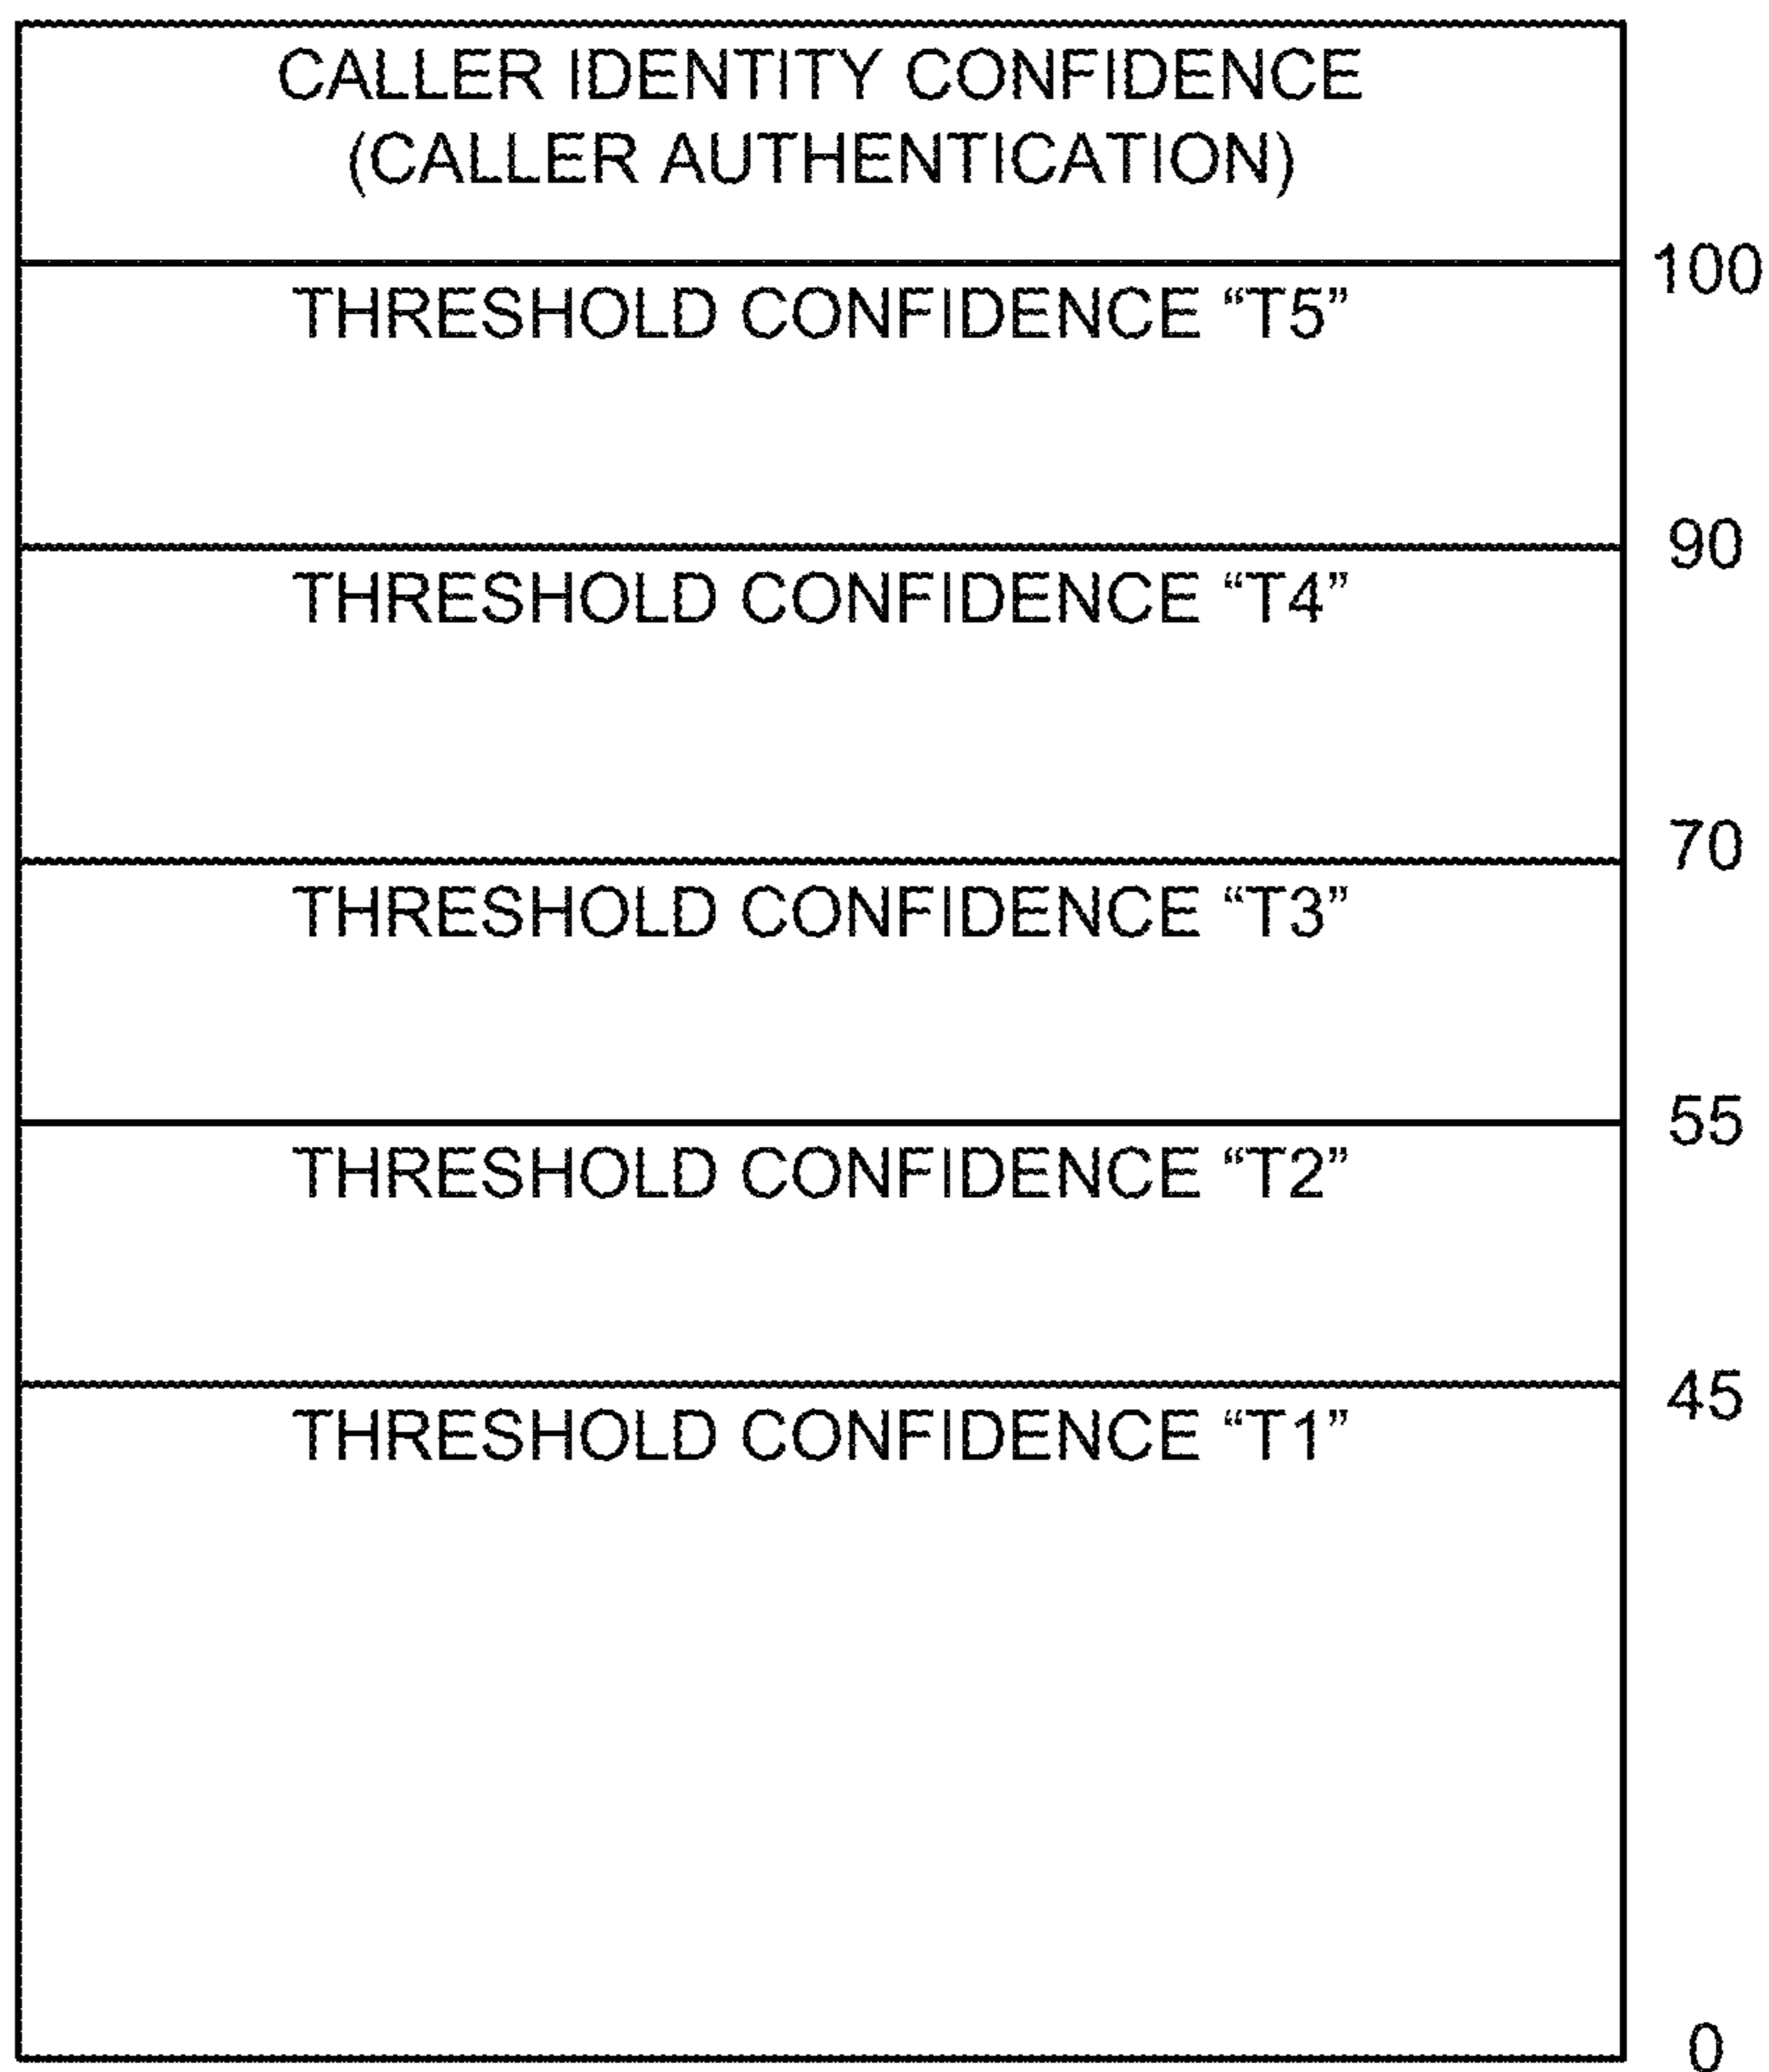 CALLER IDENTITY CONFIDENCE
(CALLER AUTHENTICATION)
100
THRESHOLD CONFIDENCE “T5”
90
THRESHOLD CONFIDENCE “T4”
70
THRESHOLD CONFIDENCE “T3”
55
THRESHOLD CONFIDENCE “T2”
45
THRESHOLD CONFIDENCE “T1”
0